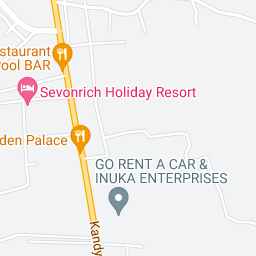 estaurant
ool BAR
Sevonrich Holiday Resort
den Palace
GO RENT A CAR &
INUKA ENTERPRISES
Kandy